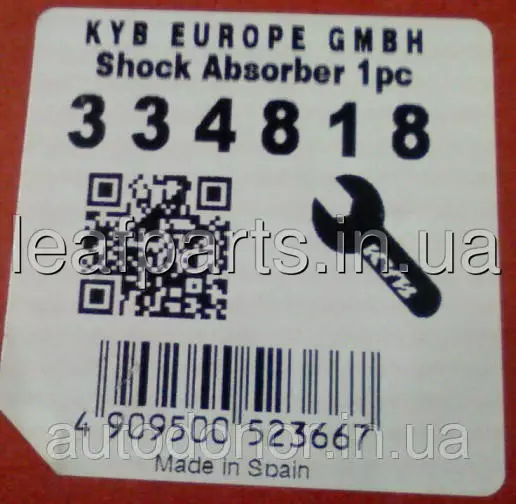 KYB EUROPE GMBH
Shock Absorber 1pc
334818
leafparts.in.ua
KYB
4 909500 523667
autodonor.in.ua
Made in Spain